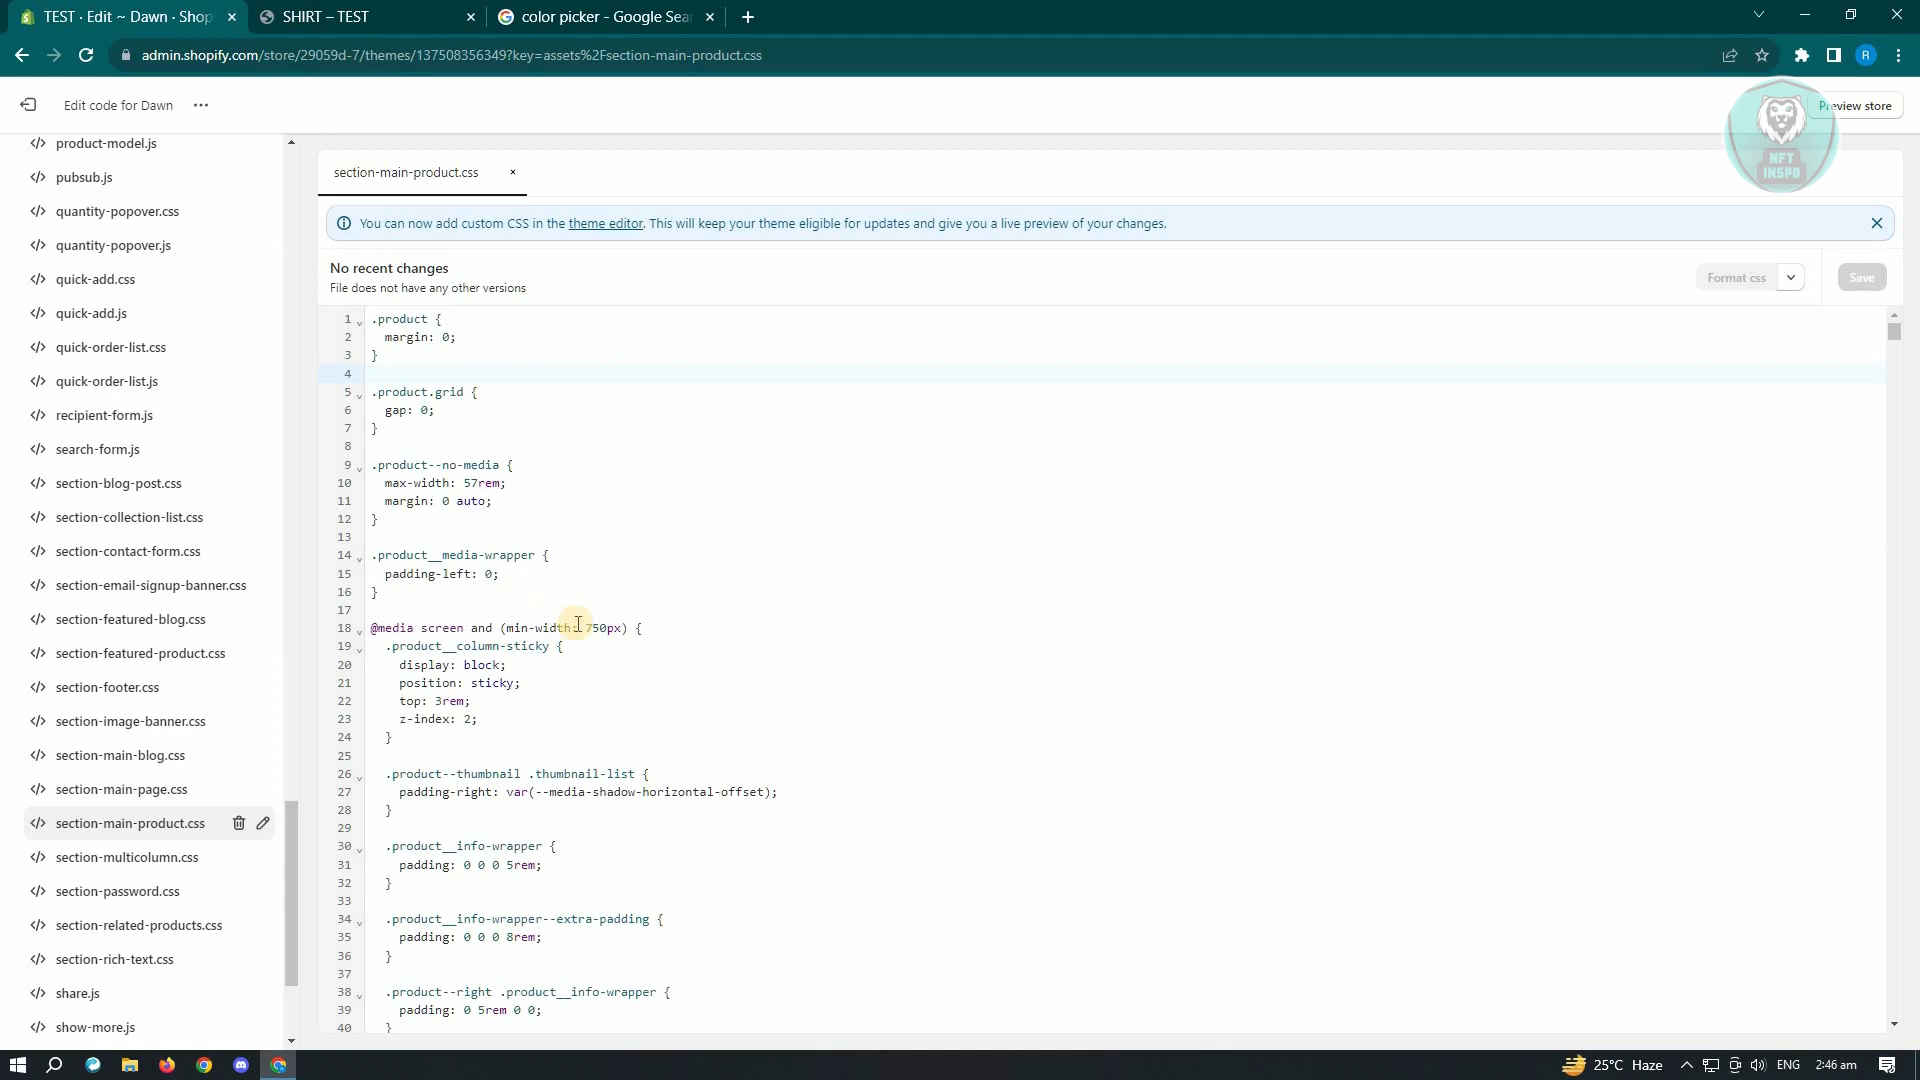 TEST · Edit ~ Dawn · Shop
SHIRT – TEST
color picker - Google Sea
admin.shopify.com/store/29059d-7/themes/137508356349?key=assets%2Fsection-main-product.css
R
Edit code for Dawn
Preview store
NFT
INSPO
product-model.js
pubsub.js
quantity-popover.css
quantity-popover.js
quick-add.css
quick-add.js
quick-order-list.css
quick-order-list.js
recipient-form.js
search-form.js
section-blog-post.css
section-collection-list.css
section-contact-form.css
section-email-signup-banner.css
section-featured-blog.css
section-featured-product.css
section-footer.css
section-image-banner.css
section-main-blog.css
section-main-page.css
section-main-product.css
section-multicolumn.css
section-password.css
section-related-products.css
section-rich-text.css
share.js
show-more.js
section-main-product.css
You can now add custom CSS in the theme editor. This will keep your theme eligible for updates and give you a live preview of your changes.
No recent changes
File does not have any other versions
Format css
Save
1 .product {
2 margin: 0;
3 }
4
5 .product.grid {
6 gap: 0;
7 }
8
9 .product--no-media {
10 max-width: 57rem;
11 margin: 0 auto;
12 }
13
14 .product__media-wrapper {
15 padding-left: 0;
16 }
17
18 @media screen and (min-width: 750px) {
19 .product__column-sticky {
20 display: block;
21 position: sticky;
22 top: 3rem;
23 z-index: 2;
24 }
25
26 .product--thumbnail .thumbnail-list {
27 padding-right: var(--media-shadow-horizontal-offset);
28 }
29
30 .product__info-wrapper {
31 padding: 0 0 0 5rem;
32 }
33
34 .product__info-wrapper--extra-padding {
35 padding: 0 0 0 8rem;
36 }
37
38 .product--right .product__info-wrapper {
39 padding: 0 5rem 0 0;
40 }
25°C Haze
ENG
2:46 am